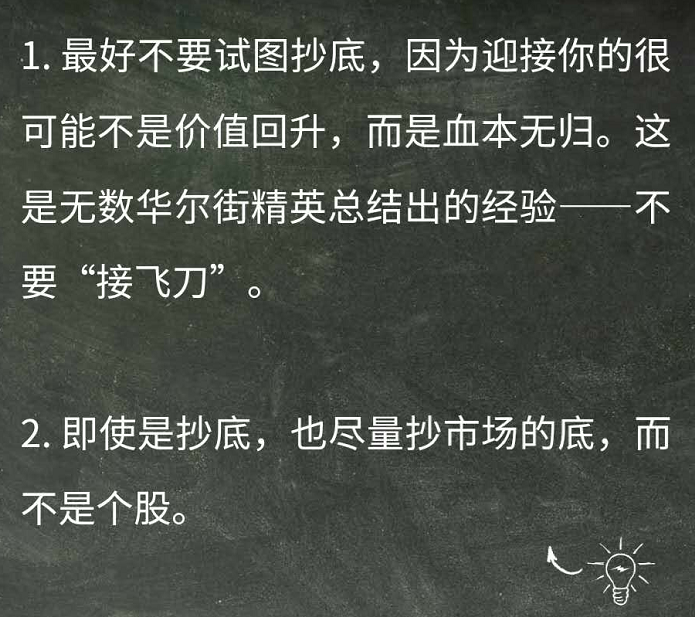 1. 最好不要试图抄底，因为迎接你的很
可能不是价值回升，而是血本无归。这
是无数华尔街精英总结出的经验——不
要“接飞刀”。
2. 即使是抄底，也尽量抄市场的底，而
不是个股。